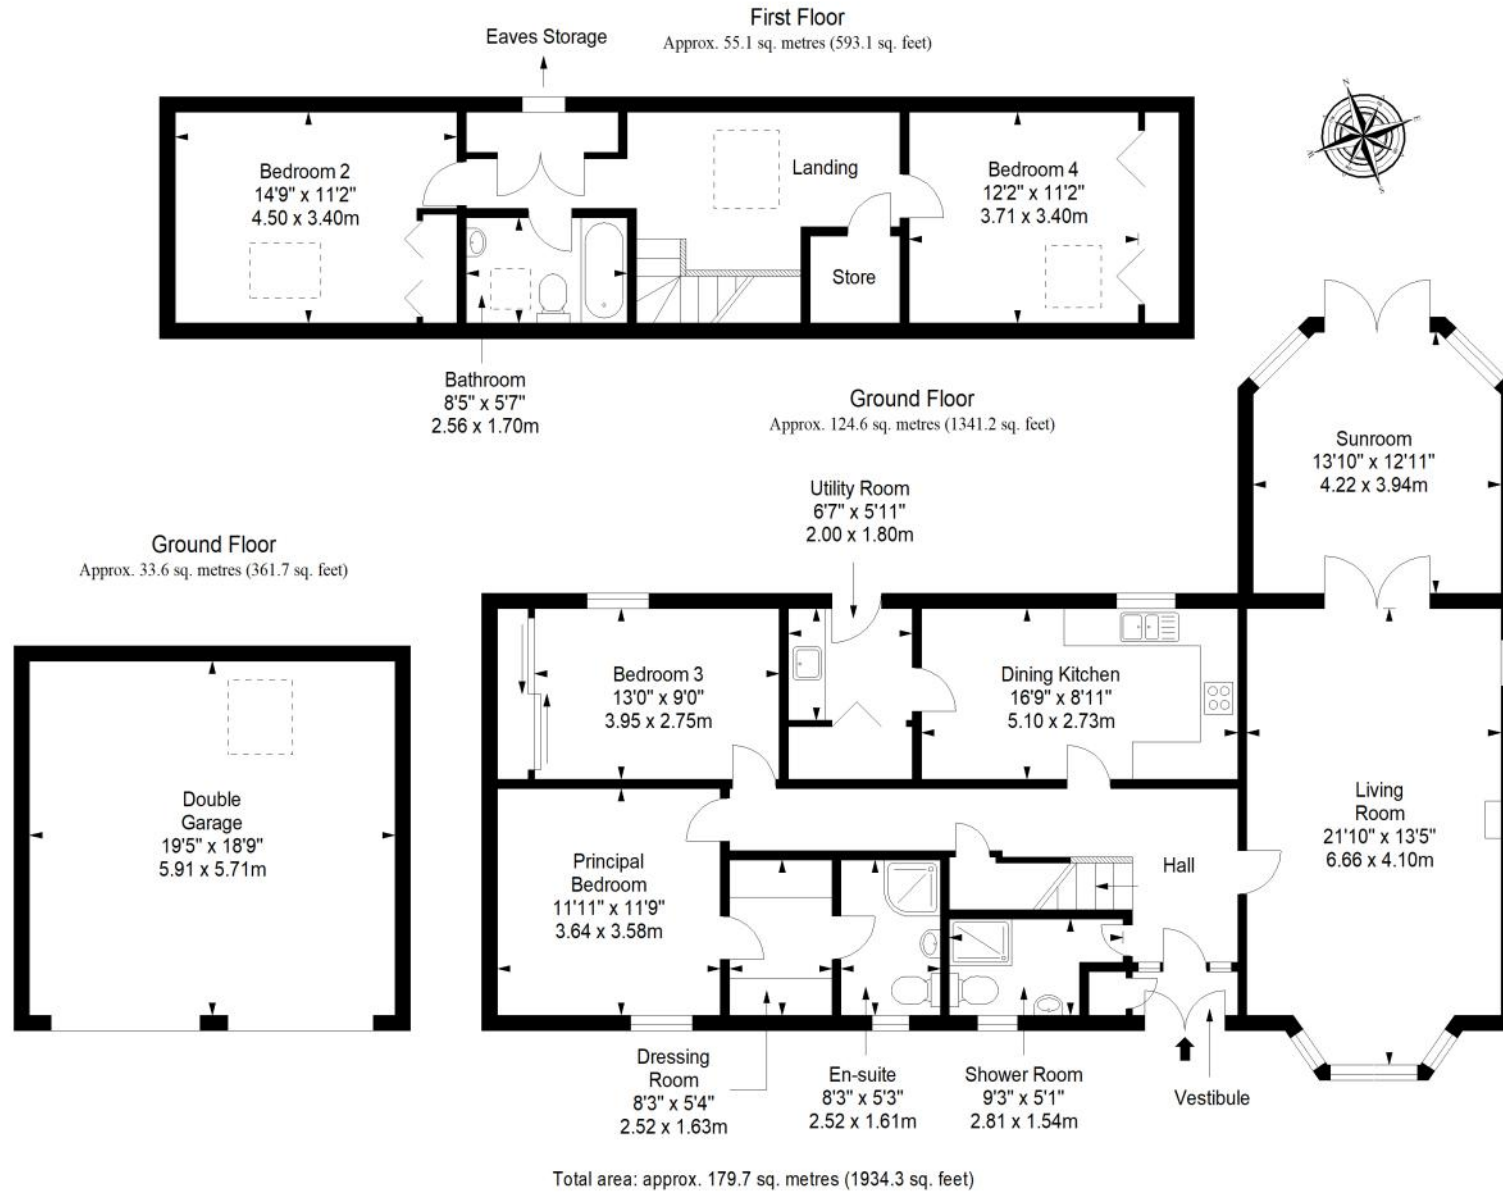 First Floor
Approx. 55.1 sq. metres (593.1 sq. feet)
Eaves Storage
Bedroom 2
14'9" x 11'2"
4.50 x 3.40m
Landing
Bedroom 4
12'2" x 11'2"
3.71 x 3.40m
Store
N
E
S
W
Bathroom
8'5" x 5'7"
2.56 x 1.70m
Ground Floor
Approx. 124.6 sq. metres (1341.2 sq. feet)
Sunroom
13'10" x 12'11"
4.22 x 3.94m
Utility Room
6'7" x 5'11"
2.00 x 1.80m
Ground Floor
Approx. 33.6 sq. metres (361.7 sq. feet)
Bedroom 3
13'0" x 9'0"
3.95 x 2.75m
Dining Kitchen
16'9" x 8'11"
5.10 x 2.73m
Double
Garage
19'5" x 18'9"
5.91 x 5.71m
Living
Room
21'10" x 13'5"
6.66 x 4.10m
Principal
Bedroom
11'11" x 11'9"
3.64 x 3.58m
Hall
Dressing
Room
8'3" x 5'4"
2.52 x 1.63m
En-suite
8'3" x 5'3"
2.52 x 1.61m
Shower Room
9'3" x 5'1"
2.81 x 1.54m
Vestibule
Total area: approx. 179.7 sq. metres (1934.3 sq. feet)